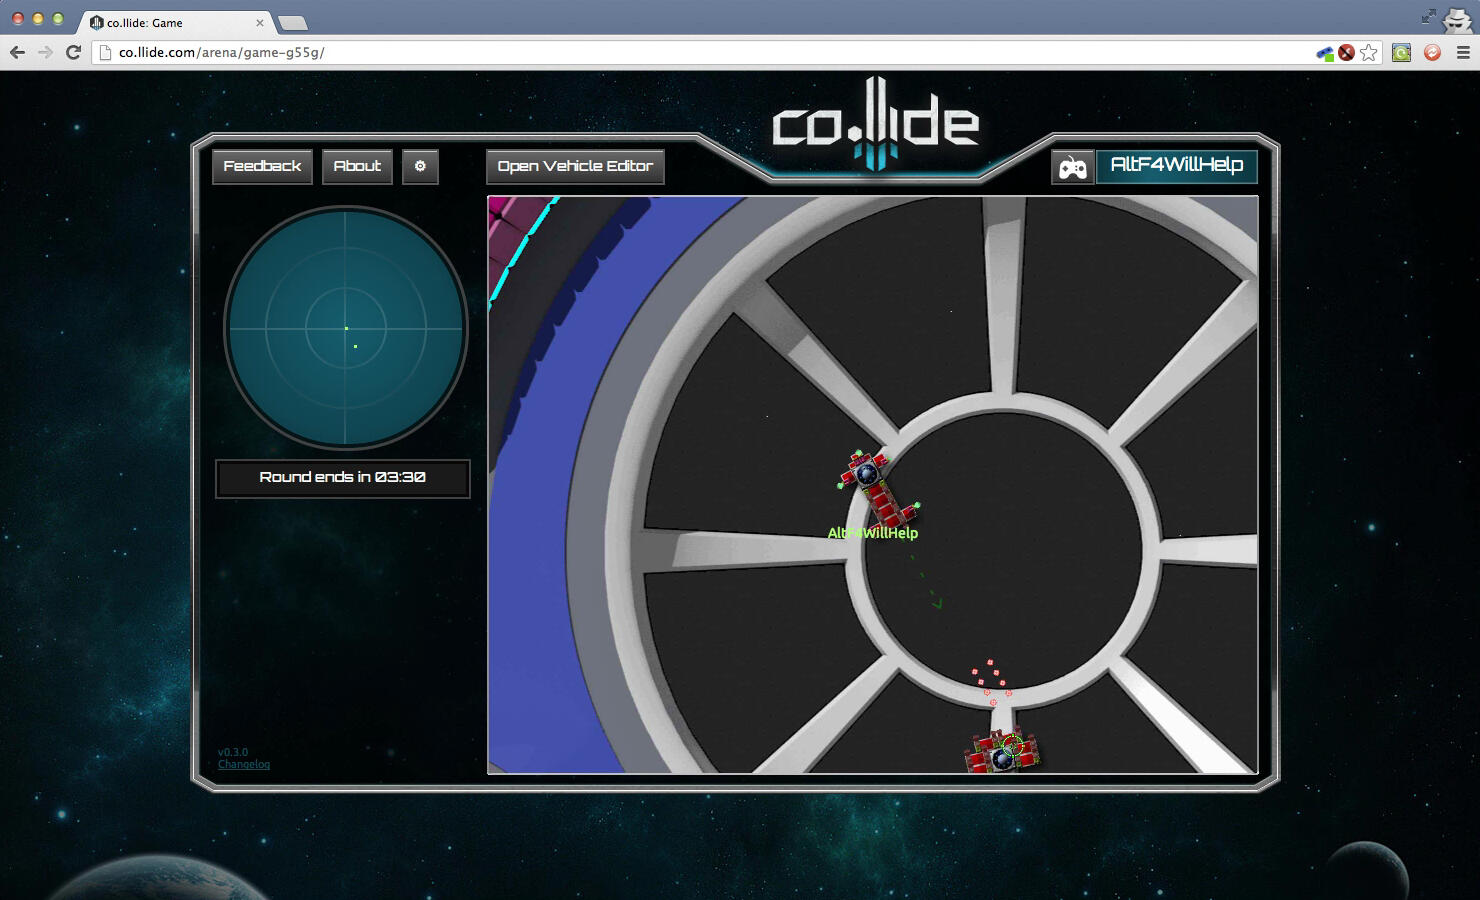 co.llide: Game
co.llide.com/arena/game-g55g/
co.llide
Feedback
About
Open Vehicle Editor
AltF4WillHelp
Round ends in 03:30
AltF4WillHelp
v0.3.0
Changelog